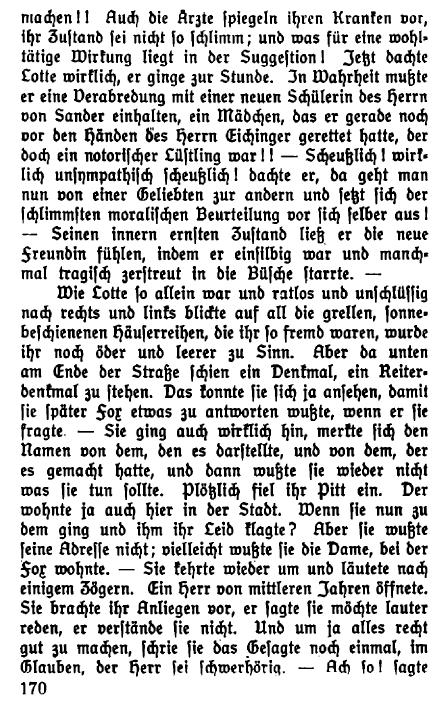 machen!! Auch die Ärzte spiegeln ihren Kranken vor,
ihr Zustand sei nicht so schlimm; und was für eine wohl-
tätige Wirkung liegt in der Suggestion! Jetzt dachte
Lotte wirklich, er ginge zur Stunde. In Wahrheit mußte
er eine Verabredung mit einer neuen Schülerin des Herrn
von Sander einhalten, ein Mädchen, das er gerade noch
vor den Händen des Herrn Eichinger gerettet hatte, der
doch ein notorischer Lüstling war!! — Scheußlich! wirk-
lich unsympathisch scheußlich! dachte er, da geht man
nun von einer Geliebten zur andern und setzt sich der
schlimmsten moralischen Beurteilung vor sich selber aus!
— Seinen innern ernsten Zustand ließ er die neue
Freundin fühlen, indem er einsilbig war und manch-
mal tragisch zerstreut in die Büsche starrte. —
Wie Lotte so allein war und ratlos und unschlüssig
nach rechts und links blickte auf all die grellen, sonne-
beschienenen Häuserreihen, die ihr so fremd waren, wurde
ihr noch öder und leerer zu Sinn. Aber da unten
am Ende der Straße schien ein Denkmal, ein Reiter-
denkmal zu stehen. Das konnte sie sich ja ansehen, damit
sie später Fox etwas zu antworten wußte, wenn er sie
fragte. — Sie ging auch wirklich hin, merkte sich den
Namen von dem, den es darstellte, und von dem, der
es gemacht hatte, und dann wußte sie wieder nicht
was sie tun sollte. Plötzlich fiel ihr Pitt ein. Der
wohnte ja auch hier in der Stadt. Wenn sie nun zu
dem ging und ihm ihr Leid klagte? Aber sie wußte
seine Adresse nicht; vielleicht wußte sie die Dame, bei der
Fox wohnte. — Sie kehrte wieder um und läutete nach
einigem Zögern. Ein Herr von mittleren Jahren öffnete.
Sie brachte ihr Anliegen vor, er sagte sie möchte lauter
reden, er verstände sie nicht. Und um ja alles recht
gut zu machen, schrie sie das Gesagte noch einmal, im
Glauben, der Herr sei schwerhörig. — Ach so! sagte
170